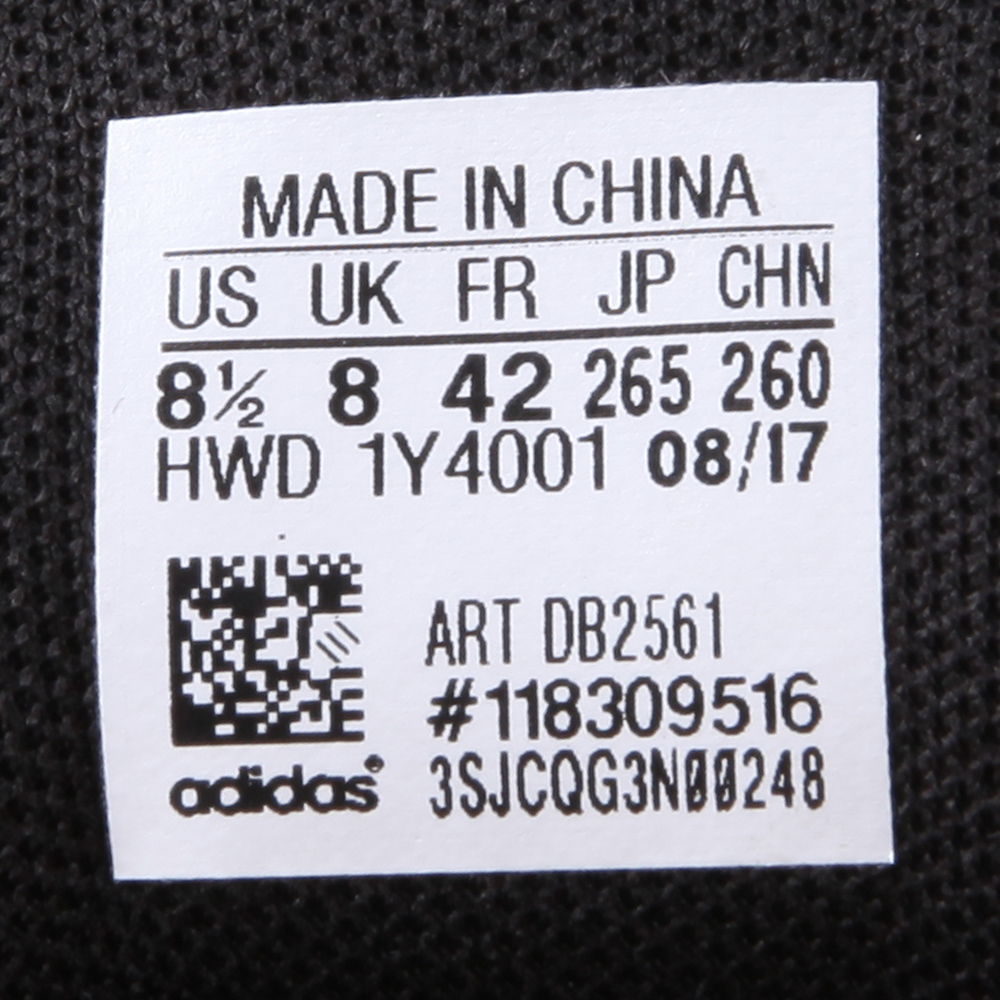 MADE IN CHINA
US UK FR JP CHN
8½ 8 42 265 260
HWD 1Y4001 08/17
ART DB2561
#118309516
adidas® 3SJCQG3N00248